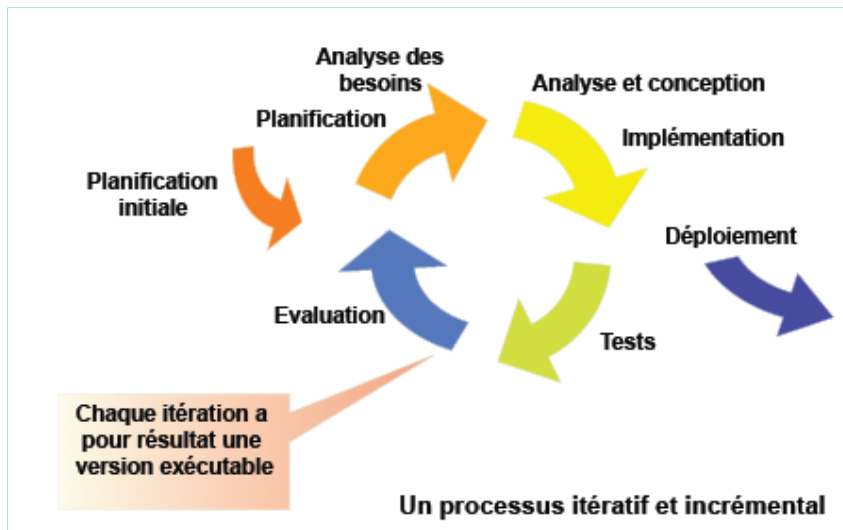 Analyse des
besoins
Analyse et conception
Planification
Implémentation
Planification
initiale
Déploiement
Evaluation
Tests
Chaque itération a
pour résultat une
version exécutable
Un processus itératif et incrémental